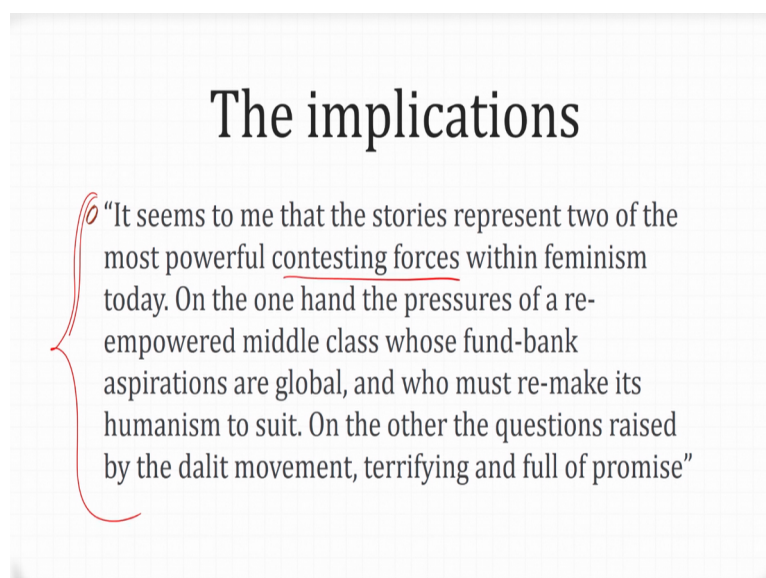 The implications
“It seems to me that the stories represent two of the
most powerful contesting forces within feminism
today. On the one hand the pressures of a re-
empowered middle class whose fund-bank
aspirations are global, and who must re-make its
humanism to suit. On the other the questions raised
by the dalit movement, terrifying and full of promise”